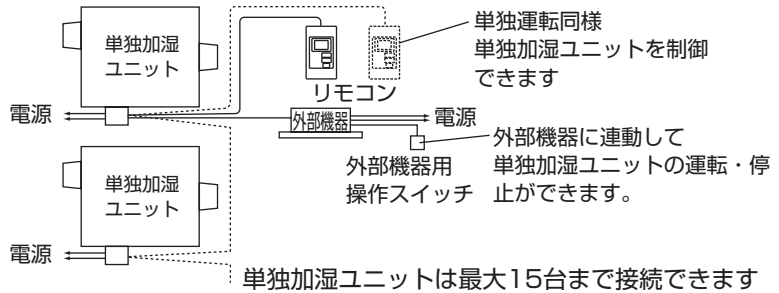 単独加湿
ユニット
単独運転同様
単独加湿ユニットを制御
できます
リモコン
電源
外部機器
電源
外部機器に連動して
単独加湿ユニットの運転・停
止ができます。
外部機器用
操作スイッチ
単独加湿
ユニット
電源
単独加湿ユニットは最大15台まで接続できます